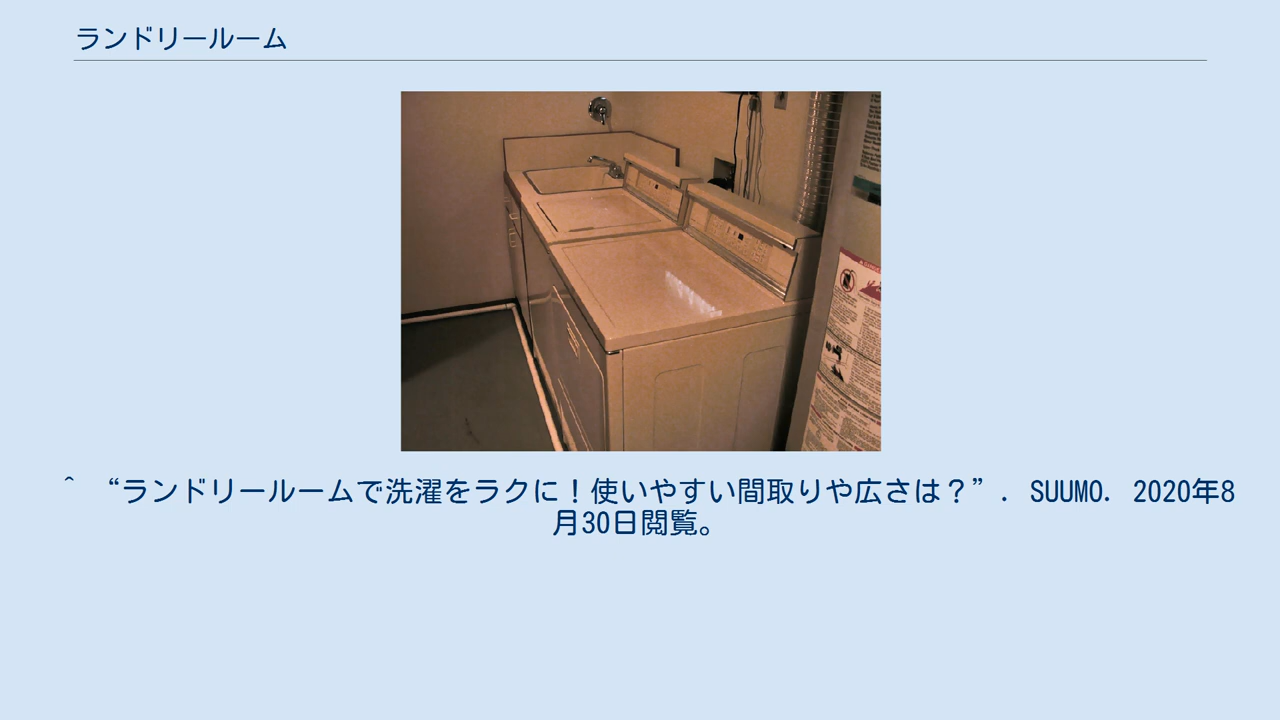 ランドリールーム
^ “ランドリールームで洗濯をラクに！使いやすい間取りや広さは？”. SUUMO. 2020年8
月30日閲覧。